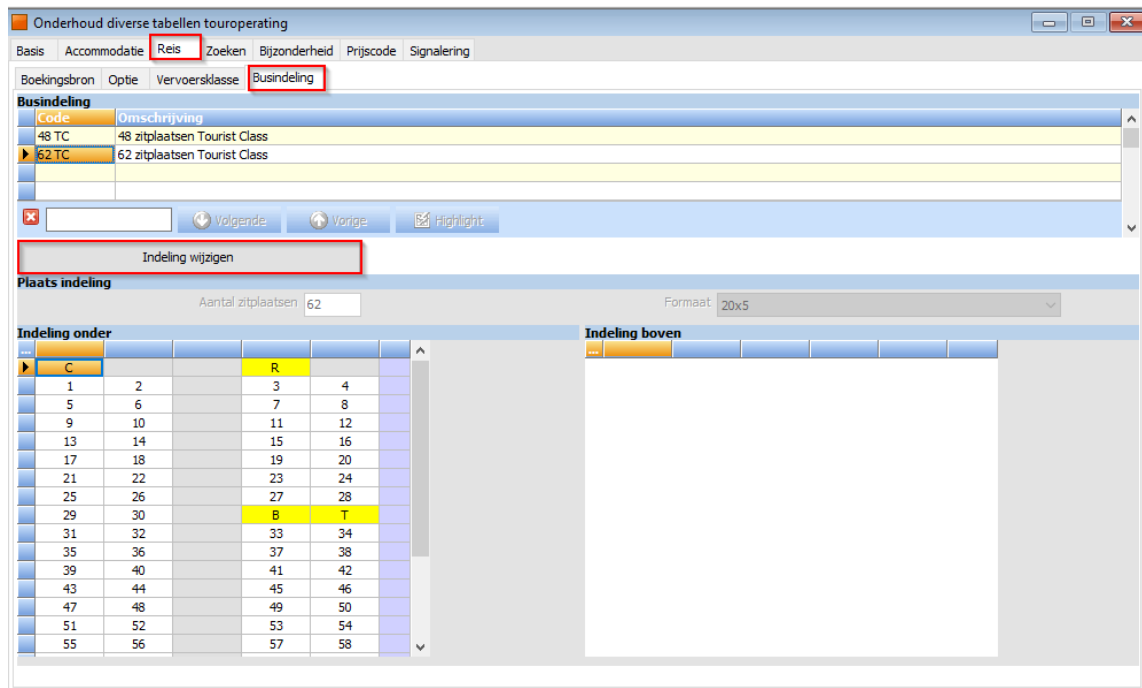 Onderhoud diverse tabellen touroperating
Basis Accommodatie Reis Zoeken Bijzonderheid Prijscode Signalering
Boekingsbron Optie Vervoersklasse Busindeling
Busindeling
Code Omschrijving
48 TC 48 zitplaatsen Tourist Class
62 TC 62 zitplaatsen Tourist Class
Volgende Vorige Highlight
Indeling wijzigen
Plaats indeling
Aantal zitplaatsen 62 Formaat 20x5
Indeling onder Indeling boven
... ...
C R
1 2 3 4
5 6 7 8
9 10 11 12
13 14 15 16
17 18 19 20
21 22 23 24
25 26 27 28
29 30 B T
31 32 33 34
35 36 37 38
39 40 41 42
43 44 45 46
47 48 49 50
51 52 53 54
55 56 57 58